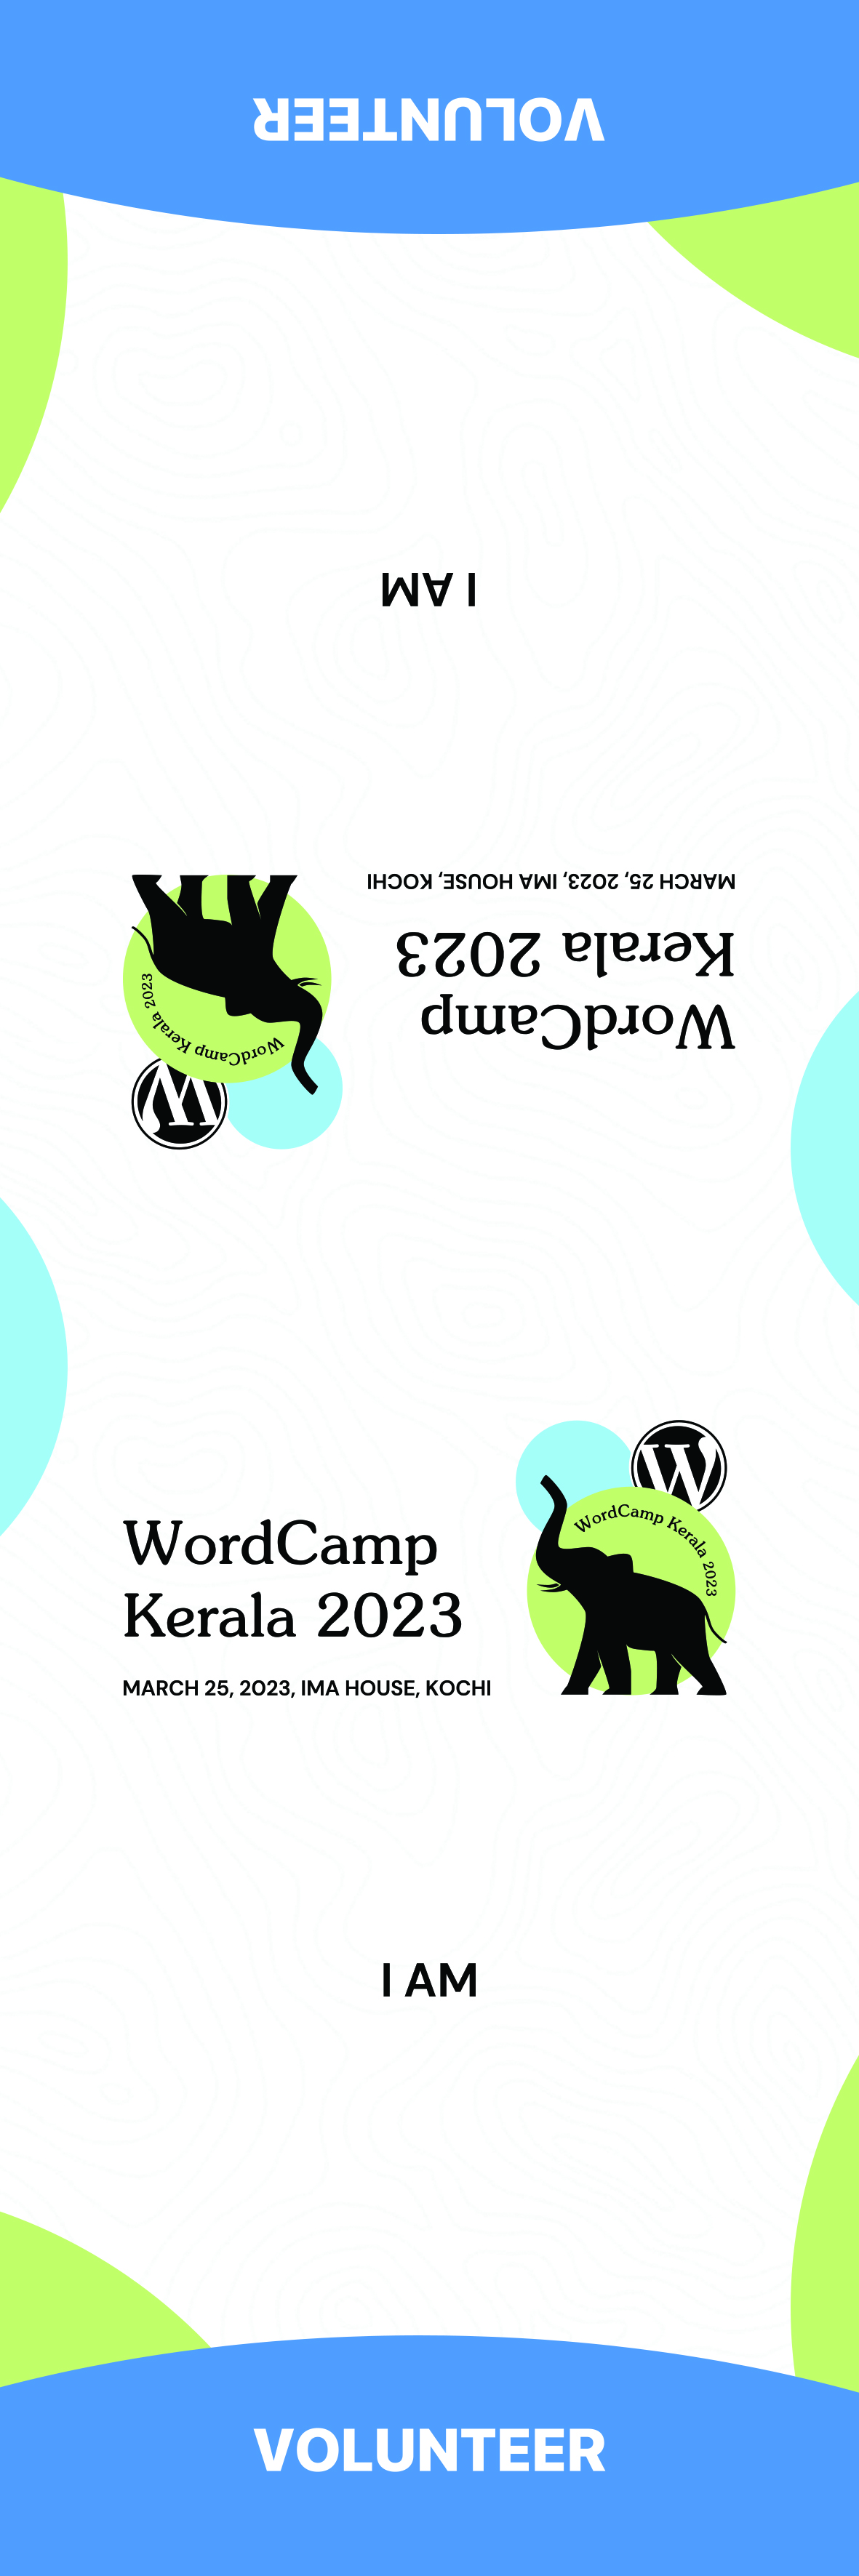 VOLUNTEER
I AM
MARCH 25, 2023, IMA HOUSE, KOCHI
Kerala 2023
WordCamp
WordCamp Kerala 2023
W
W
WordCamp Kerala 2023
WordCamp
Kerala 2023
MARCH 25, 2023, IMA HOUSE, KOCHI
I AM
VOLUNTEER